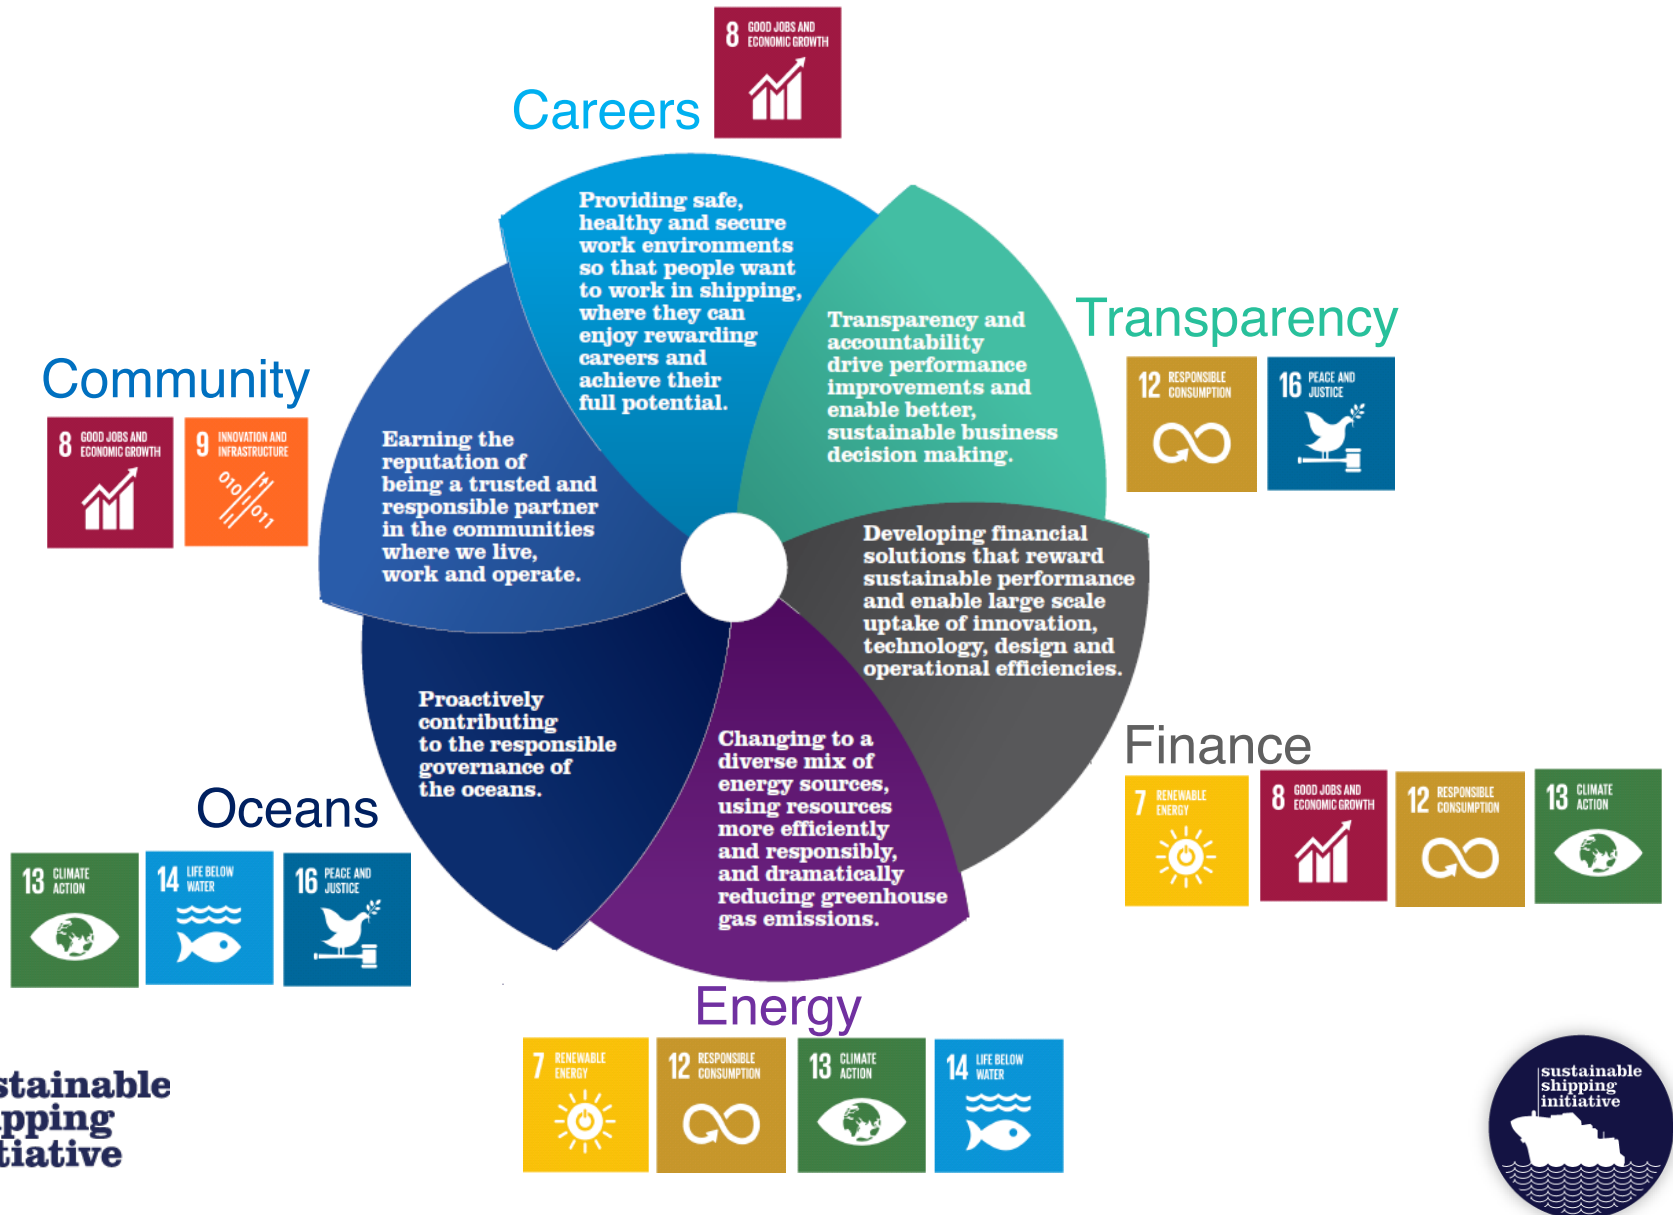 8 GOOD JOBS AND
ECONOMIC GROWTH
Careers
Providing safe,
healthy and secure
work environments
so that people want
to work in shipping,
where they can
enjoy rewarding
careers and
achieve their
full potential.
Transparency
12 RESPONSIBLE
CONSUMPTION
16 PEACE AND
JUSTICE
Transparency and
accountability
drive performance
improvements and
enable better,
sustainable business
decision making.
Community
8 GOOD JOBS AND
ECONOMIC GROWTH
9 INNOVATION AND
INFRASTRUCTURE
010
011
Earning the
reputation of
being a trusted and
responsible partner
in the communities
where we live,
work and operate.
Developing financial
solutions that reward
sustainable performance
and enable large scale
uptake of innovation,
technology, design and
operational efficiencies.
Finance
7 RENEWABLE
ENERGY
8 GOOD JOBS AND
ECONOMIC GROWTH
12 RESPONSIBLE
CONSUMPTION
13 CLIMATE
ACTION
Proactively
contributing
to the responsible
governance of
the oceans.
Oceans
13 CLIMATE
ACTION
14 LIFE BELOW
WATER
16 PEACE AND
JUSTICE
Changing to a
diverse mix of
energy sources,
using resources
more efficiently
and responsibly,
and dramatically
reducing greenhouse
gas emissions.
Energy
7 RENEWABLE
ENERGY
12 RESPONSIBLE
CONSUMPTION
13 CLIMATE
ACTION
14 LIFE BELOW
WATER
stainable
pping
tiative
sustainable
shipping
initiative